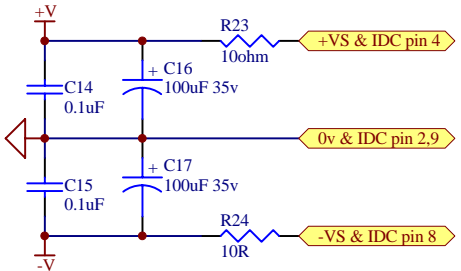 +V
R23
10ohm
+VS & IDC pin 4
C14
0.1uF
+
C16
100uF 35v
0v & IDC pin 2,9
C15
0.1uF
+
C17
100uF 35v
R24
10R
-VS & IDC pin 8
-V